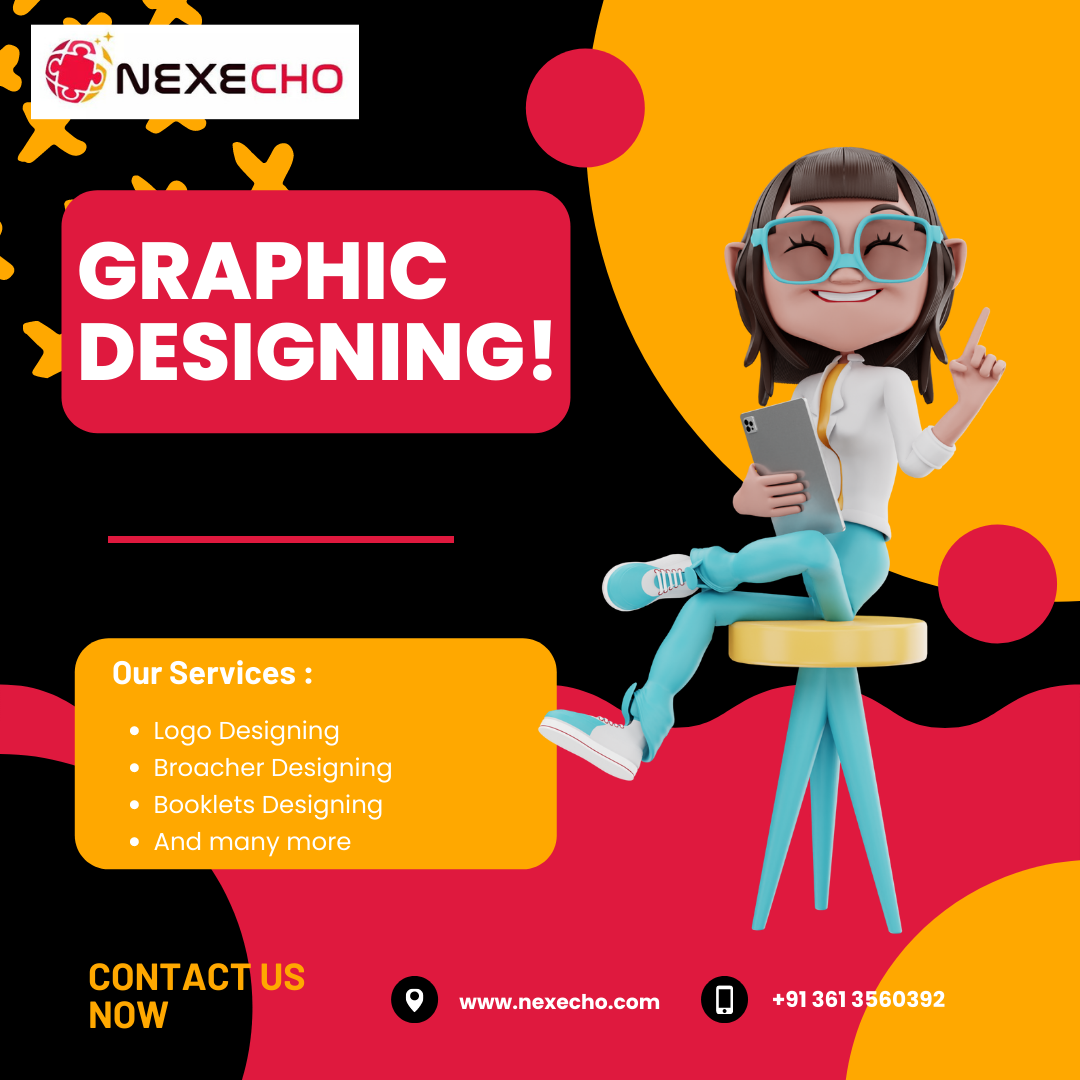 NEXECHO
GRAPHIC
DESIGNING!
Our Services :
Logo Designing
Broacher Designing
Booklets Designing
And many more
CONTACT US
NOW
www.nexecho.com
+91 361 3560392